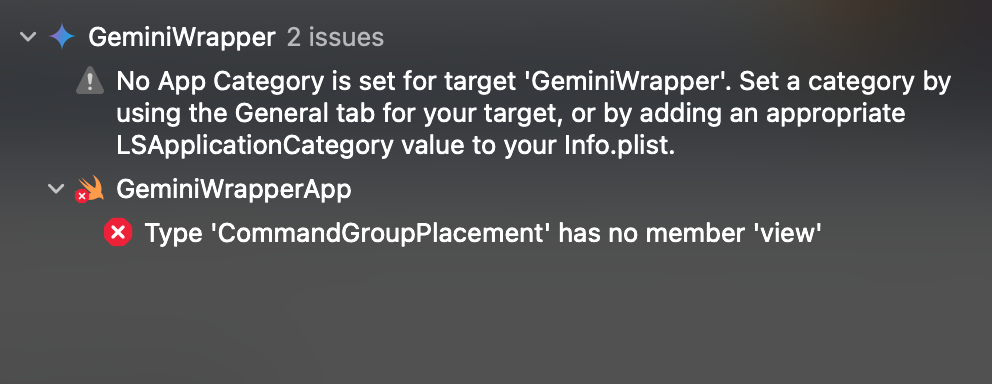 GeminiWrapper 2 issues
No App Category is set for target 'GeminiWrapper'. Set a category by
using the General tab for your target, or by adding an appropriate
LSApplicationCategory value to your Info.plist.
GeminiWrapperApp
Type 'CommandGroupPlacement' has no member 'view'